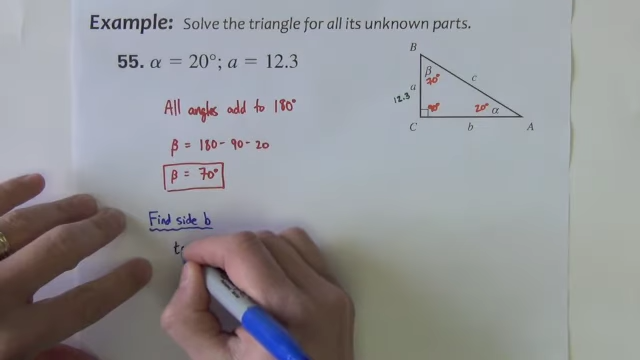 Example: Solve the triangle for all its unknown parts.
55. α = 20°; a = 12.3
All angles add to 180°
β = 180 - 90 - 20
β = 70°
Find side b
B
β
70°
a
c
12.3
90°
20°
α
C
b
A